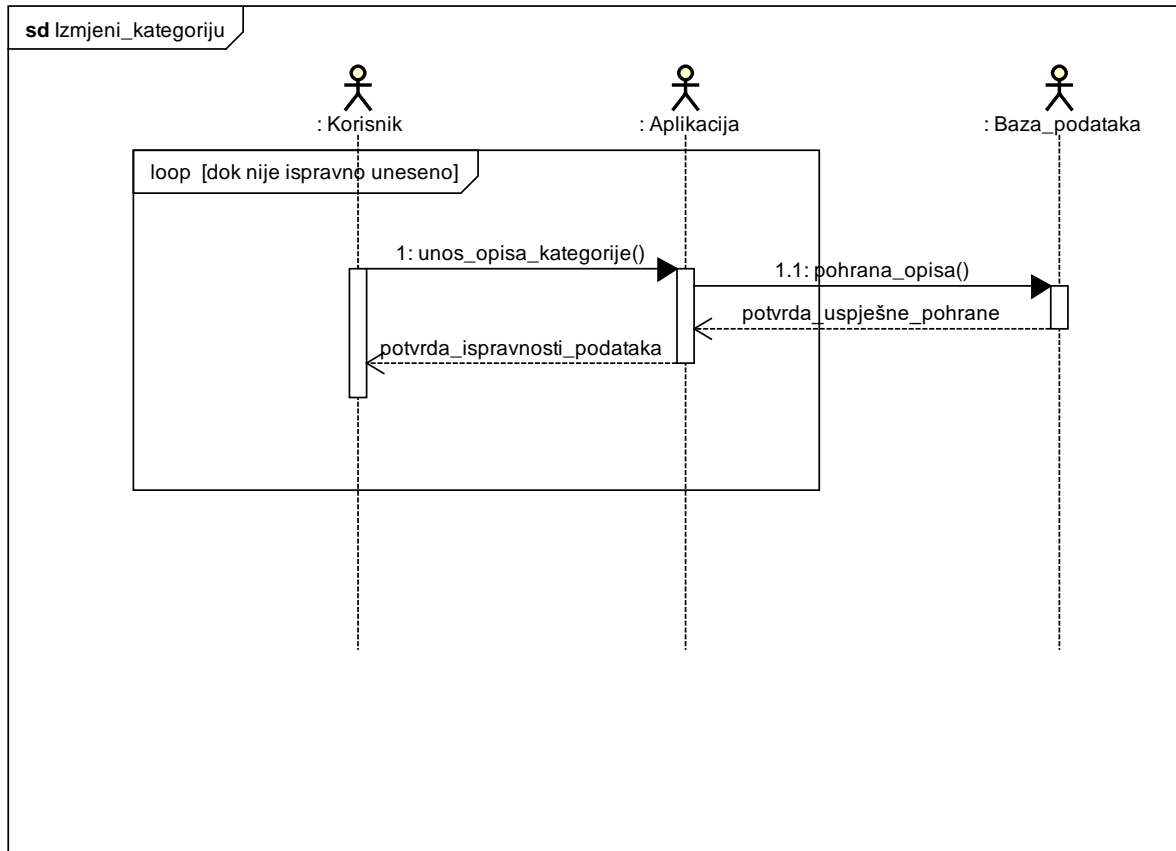 sd Izmjeni_kategoriju
: Korisnik
: Aplikacija
: Baza_podataka
loop [dok nije ispravno uneseno]
1: unos_opisa_kategorije()
1.1: pohrana_opisa()
potvrda_uspješne_pohrane
potvrda_ispravnosti_podataka